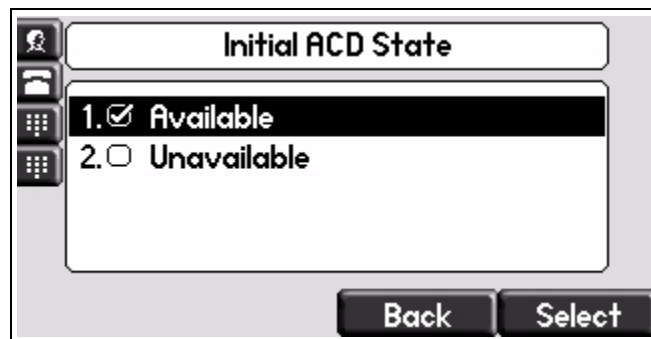 Initial ACD State
1. Available
2. Unavailable
Back Select